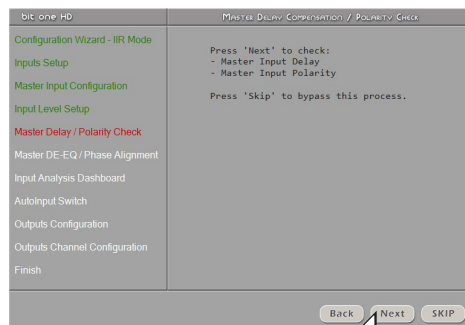 bit one HD
Master Delay Compensation / Polarity Check
Configuration Wizard - IIR Mode
Inputs Setup
Master Input Configuration
Input Level Setup
Master Delay / Polarity Check
Master DE-EQ / Phase Alignment
Input Analysis Dashboard
AutoInput Switch
Outputs Configuration
Outputs Channel Configuration
Finish
Press 'Next' to check:
- Master Input Delay
- Master Input Polarity
Press 'Skip' to bypass this process.
Back Next SKIP